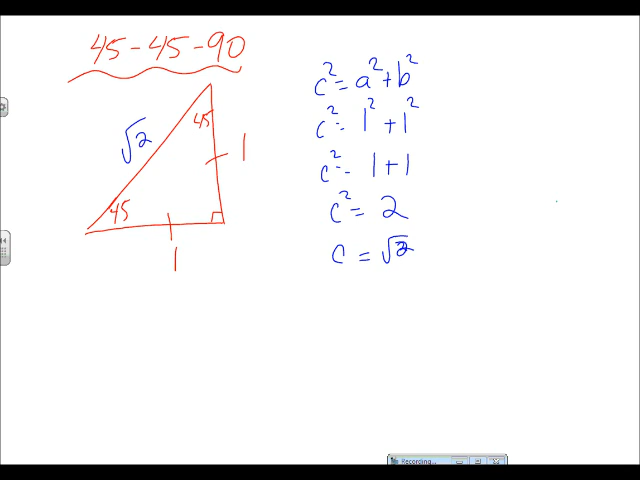 45 - 45 - 90
√2
45
1
45
1
c² = a² + b²
c² = 1² + 1²
c² = 1 + 1
c² = 2
c = √2
Recording...